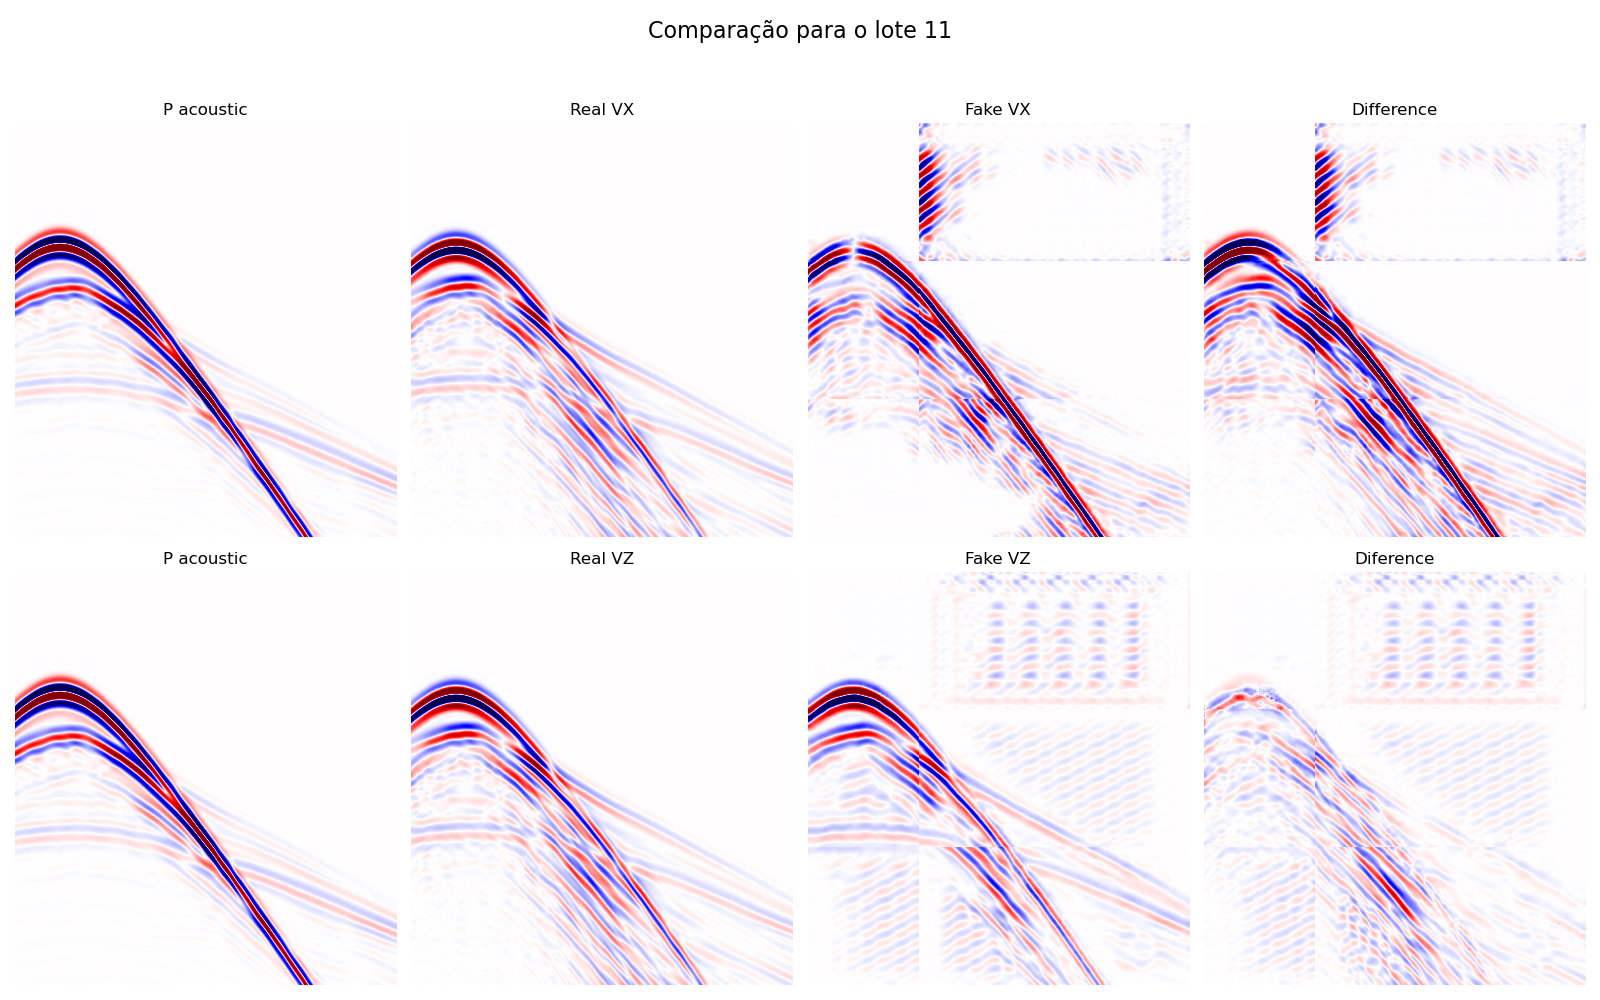 Comparação para o lote 11
P acoustic
Real VX
Fake VX
Difference
P acoustic
Real VZ
Fake VZ
Diference